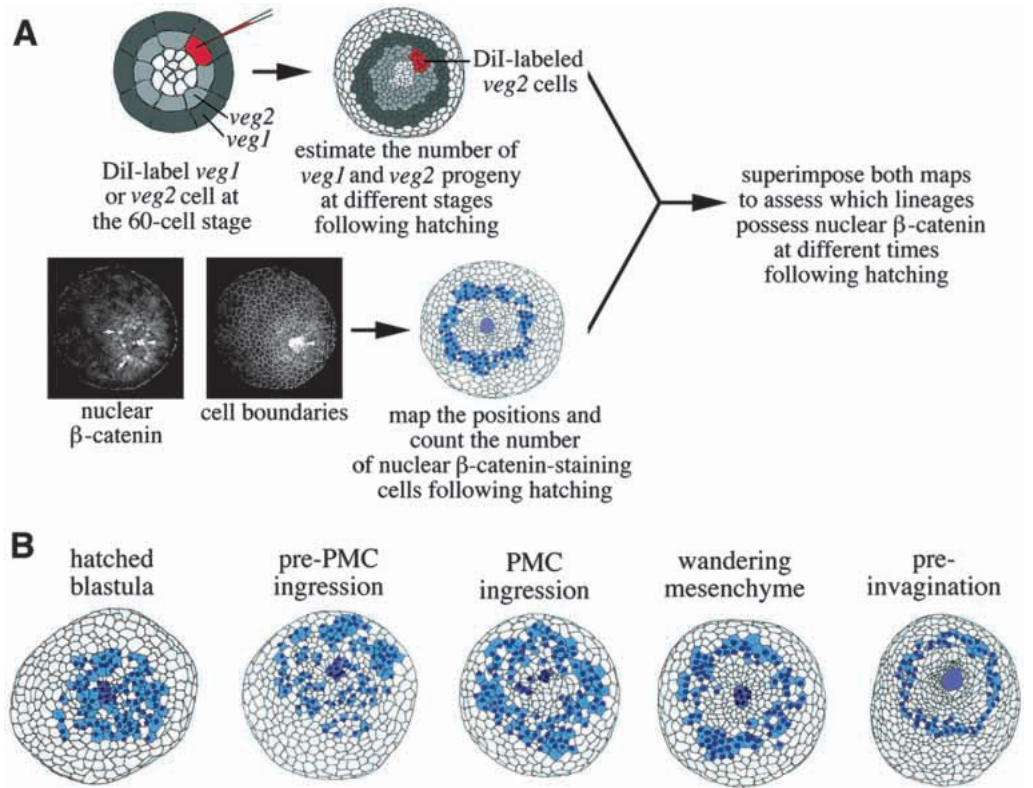 A
veg2
veg1
DiI-label veg1
or veg2 cell at
the 60-cell stage
DiI-labeled
veg2 cells
estimate the number of
veg1 and veg2 progeny
at different stages
following hatching
superimpose both maps
to assess which lineages
possess nuclear β-catenin
at different times
following hatching
nuclear
β-catenin
cell boundaries
map the positions and
count the number
of nuclear β-catenin-staining
cells following hatching
B
hatched
blastula
pre-PMC
ingression
PMC
ingression
wandering
mesenchyme
pre-
invagination